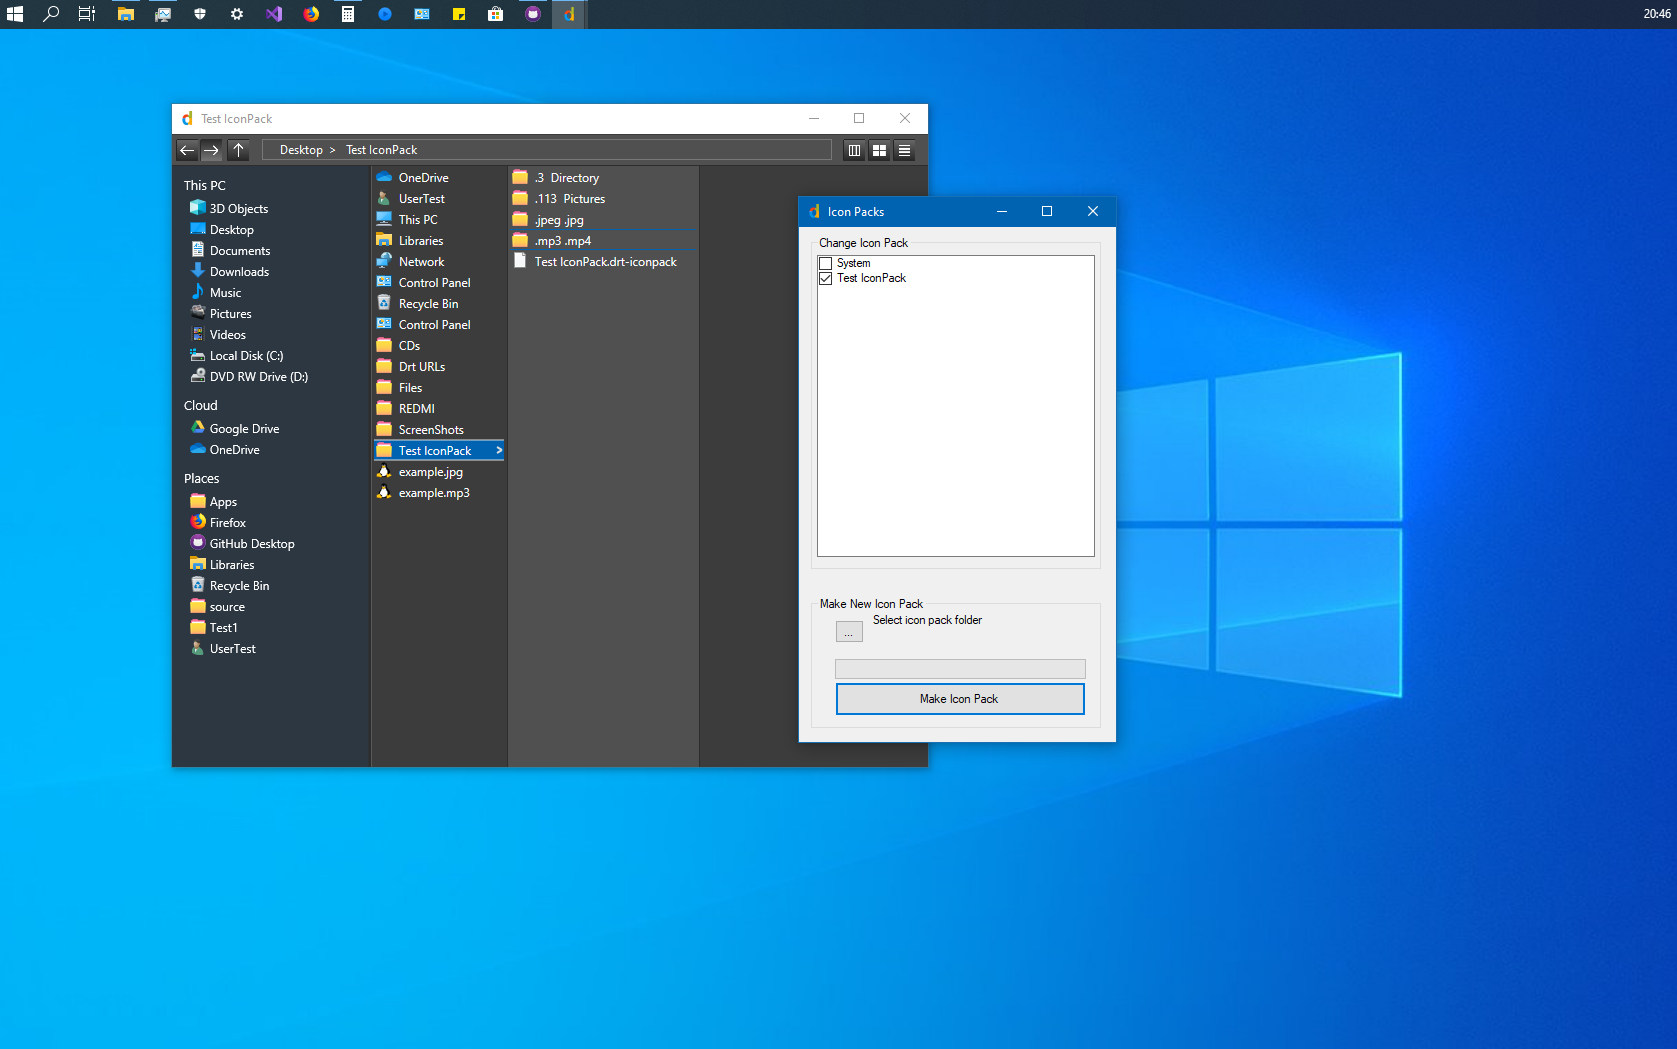 20:46
Test IconPack
Desktop > Test IconPack
This PC
3D Objects
Desktop
Documents
Downloads
Music
Pictures
Videos
Local Disk (C:)
DVD RW Drive (D:)
Cloud
Google Drive
OneDrive
Places
Apps
Firefox
GitHub Desktop
Libraries
Recycle Bin
source
Test1
UserTest
OneDrive
UserTest
This PC
Libraries
Network
Control Panel
Recycle Bin
Control Panel
CDs
Drt URLs
Files
REDMI
ScreenShots
Test IconPack >
example.jpg
example.mp3
.3 Directory
.113 Pictures
.jpeg .jpg
.mp3 .mp4
Test IconPack.drt-iconpack
Icon Packs
Change Icon Pack
System
Test IconPack
Make New Icon Pack
Select icon pack folder
...
Make Icon Pack